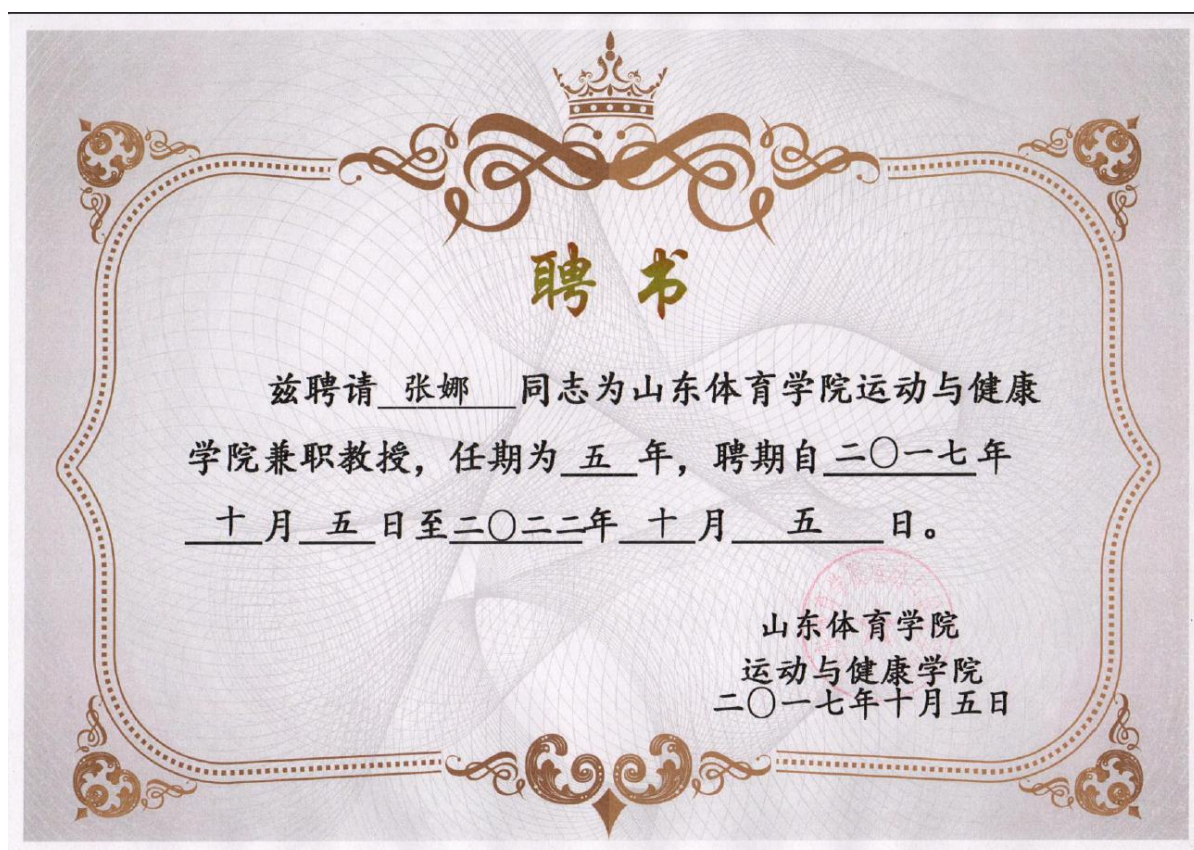 聘书
兹聘请 张娜 同志为山东体育学院运动与健康
学院兼职教授，任期为 五 年，聘期自 二〇一七 年
十 月 五 日至 二〇二二 年 十 月 五 日。
山东体育学院
运动与健康学院
二〇一七年十月五日